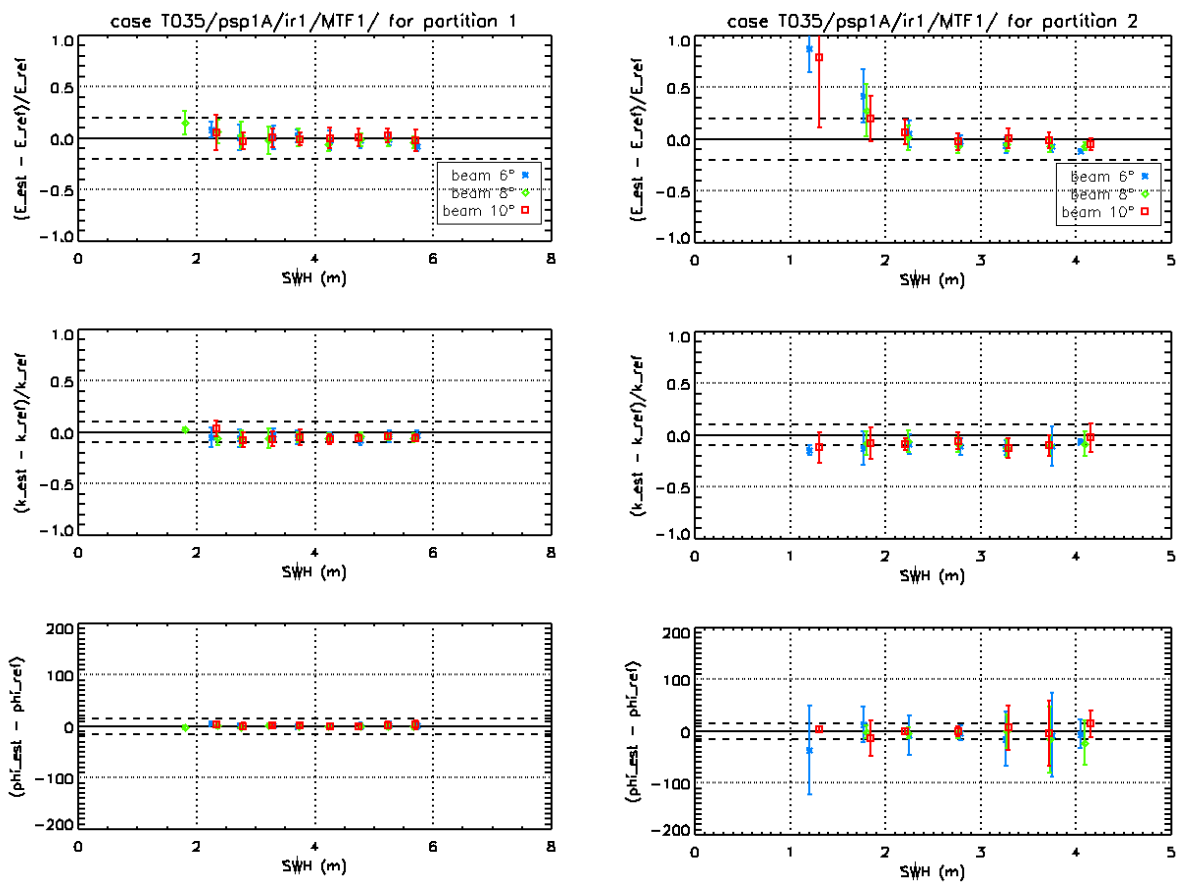 case T035/psp1A/ir1/MTF1/ for partition 1
(E_est - E_ref)/E_ref
1.0
0.5
0.0
-0.5
-1.0
beam 6°
beam 8°
beam 10°
0 2 4 6 8
SWH (m)
case T035/psp1A/ir1/MTF1/ for partition 2
(E_est - E_ref)/E_ref
1.0
0.5
0.0
-0.5
-1.0
beam 6°
beam 8°
beam 10°
0 1 2 3 4 5
SWH (m)
(k_est - k_ref)/k_ref
1.0
0.5
0.0
-0.5
-1.0
0 2 4 6 8
SWH (m)
(k_est - k_ref)/k_ref
1.0
0.5
0.0
-0.5
-1.0
0 1 2 3 4 5
SWH (m)
(phi_est - phi_ref)
200
100
0
-100
-200
0 2 4 6 8
SWH (m)
(phi_est - phi_ref)
200
100
0
-100
-200
0 1 2 3 4 5
SWH (m)